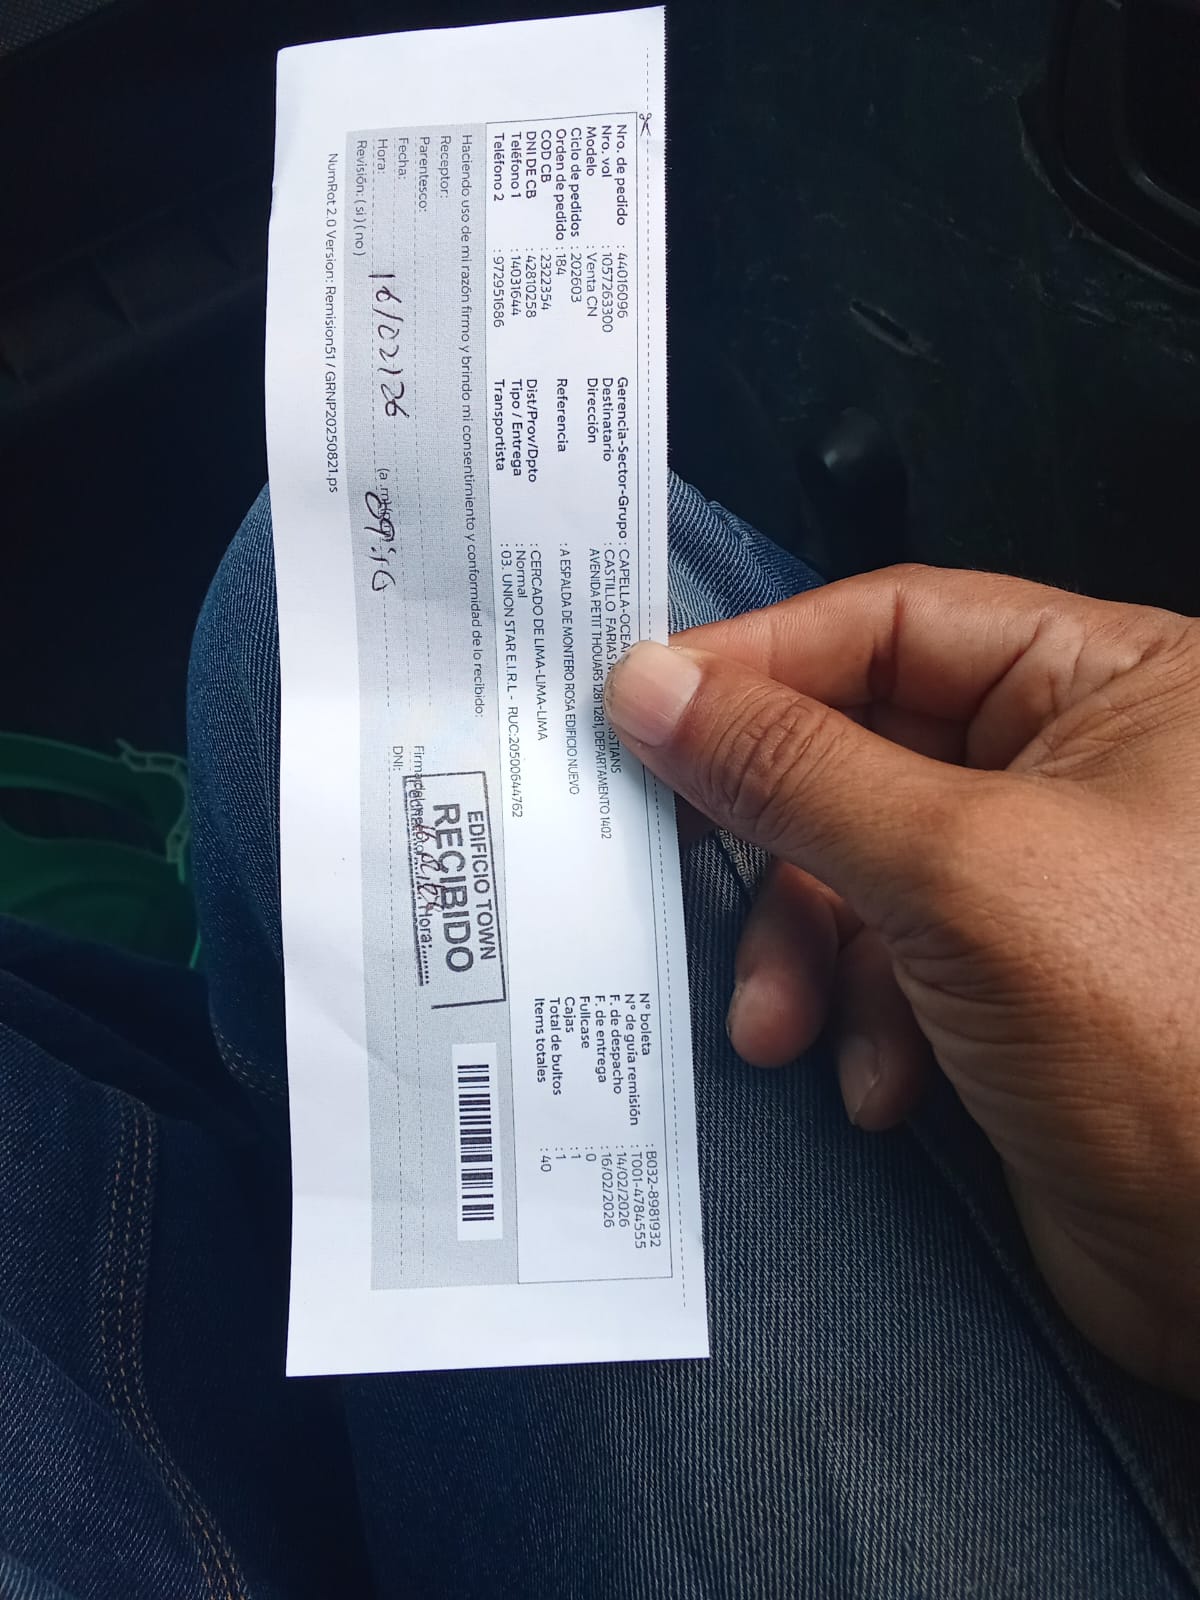 Nro. de pedido : 44016096
Nro. vol : 1057263300
Modelo : Venta CN
Ciclo de pedidos : 202603
Orden de pedido : 184
COD CB : 2322354
DNI DE CB : 42810258
Teléfono 1 : 14031644
Teléfono 2 : 972951686
Gerencia-Sector-Grupo : CAPELLA-OCEA
Destinatario : CASTILLO FARIAS
Dirección AVENIDA PETIT THOUARS 1281 1281, DEPARTAMENTO 1402
Referencia : A ESPALDA DE MONTERO ROSA EDIFICIO NUEVO
Dist/Prov/Dpto : CERCADO DE LIMA-LIMA-LIMA
Tipo / Entrega : Normal
Transportista : 03. UNION STAR E.I.R.L - RUC:20500644762
N° boleta : B032-8981932
N° de guia remisión : T001-4784555
F. de despacho : 14/02/2026
F. de entrega : 16/02/2026
Fullcase : 0
Cajas : 1
Total de bultos : 1
Items totales : 40
Haciendo uso de mi razón firmo y brindo mi consentimiento y conformidad de lo recibido:
Receptor:
Parentesco:
Fecha:
Hora: 16/02/26
Revisión: ( si ) ( no )
DNI:
EDIFICIO TOWN
RECIBIDO
Hora:........
NumRot 2.0 Version: Remision51 / GRNP20250821.ps